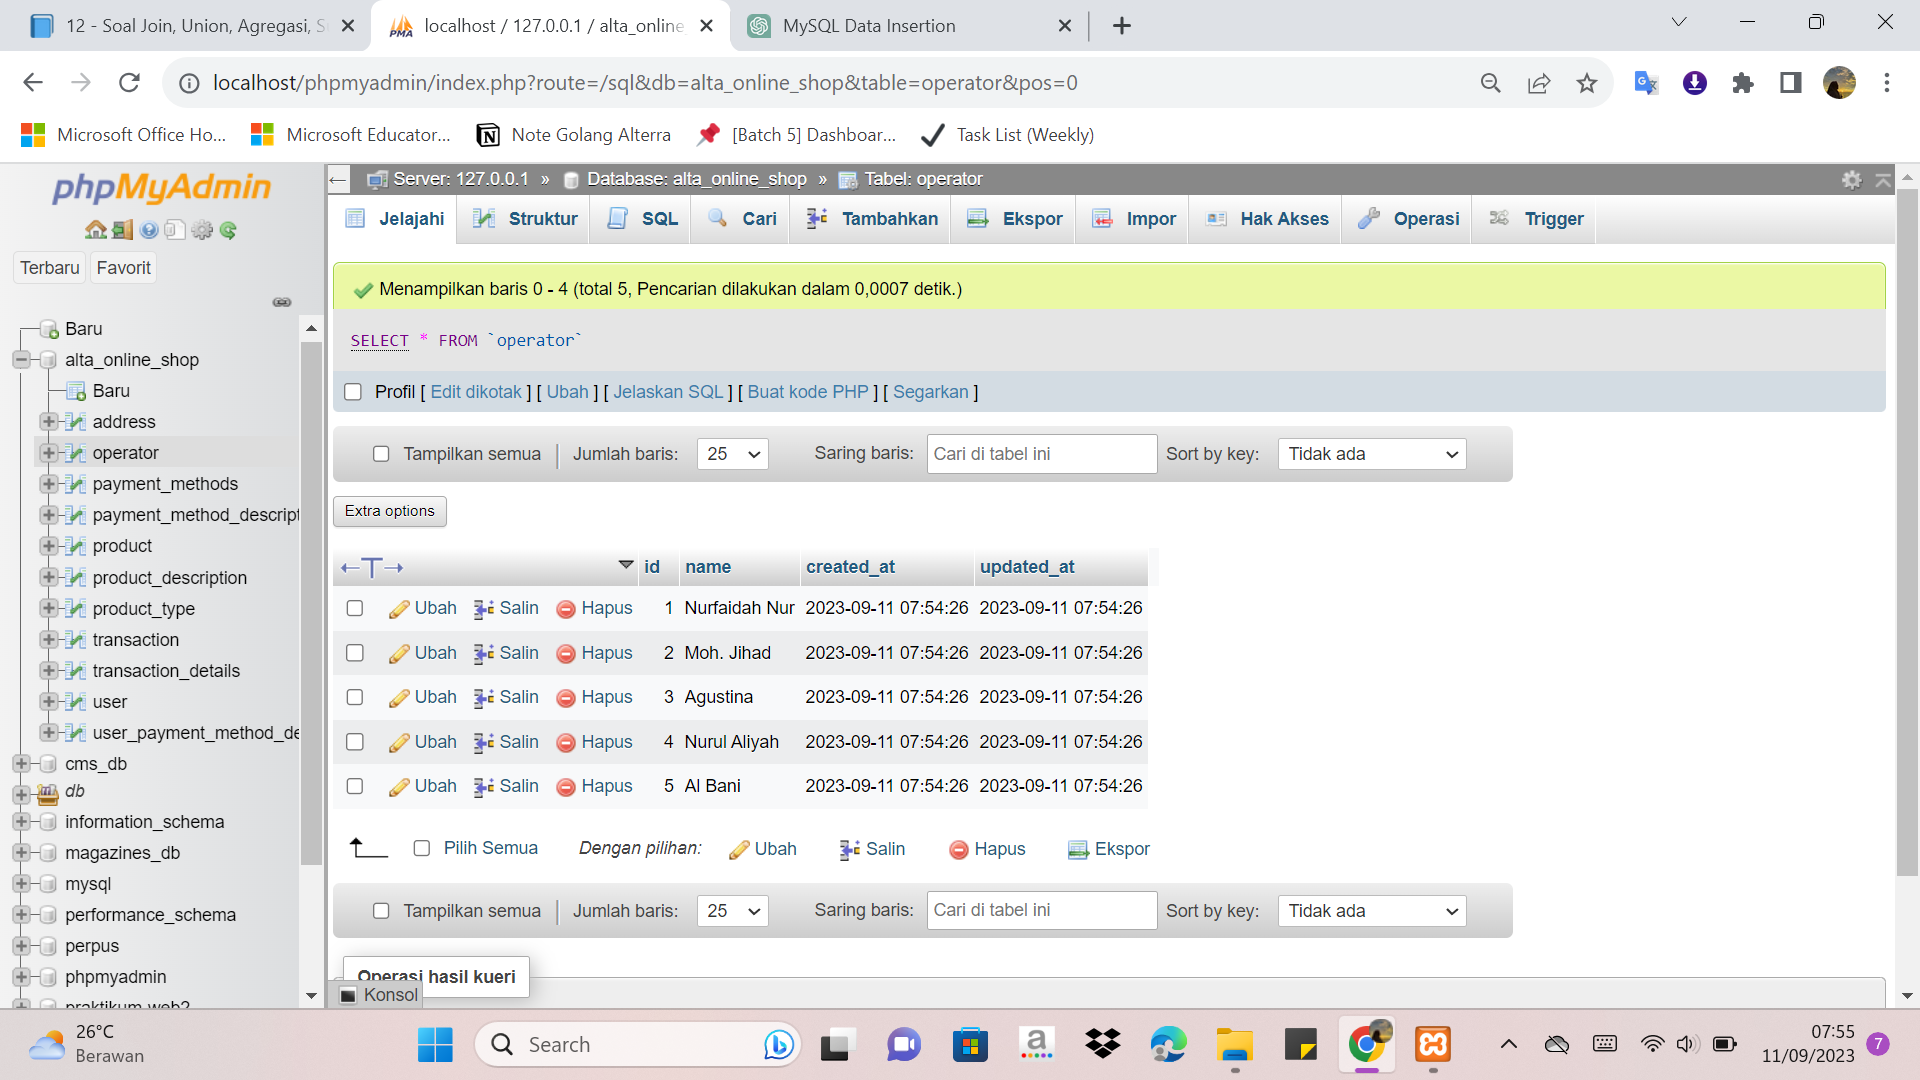 12 - Soal Join, Union, Agregasi, S
localhost / 127.0.0.1 / alta_online
MySQL Data Insertion
localhost/phpmyadmin/index.php?route=/sql&db=alta_online_shop&table=operator&pos=0
Microsoft Office Ho...
Microsoft Educator...
Note Golang Alterra
[Batch 5] Dashboar...
Task List (Weekly)
phpMyAdmin
Terbaru
Favorit
Baru
alta_online_shop
Baru
address
operator
payment_methods
payment_method_descript
product
product_description
product_type
transaction
transaction_details
user
user_payment_method_de
cms_db
db
information_schema
magazines_db
mysql
performance_schema
perpus
phpmyadmin
praktikum web2
Server: 127.0.0.1 » Database: alta_online_shop » Tabel: operator
Jelajahi
Struktur
SQL
Cari
Tambahkan
Ekspor
Impor
Hak Akses
Operasi
Trigger
Menampilkan baris 0 - 4 (total 5, Pencarian dilakukan dalam 0,0007 detik.)
SELECT * FROM `operator`
Profil [ Edit dikotak ] [ Ubah ] [ Jelaskan SQL ] [ Buat kode PHP ] [ Segarkan ]
Tampilkan semua | Jumlah baris: 25 Saring baris: Cari di tabel ini Sort by key: Tidak ada
Extra options
←T→ id name created_at updated_at
Ubah Salin Hapus 1 Nurfaidah Nur 2023-09-11 07:54:26 2023-09-11 07:54:26
Ubah Salin Hapus 2 Moh. Jihad 2023-09-11 07:54:26 2023-09-11 07:54:26
Ubah Salin Hapus 3 Agustina 2023-09-11 07:54:26 2023-09-11 07:54:26
Ubah Salin Hapus 4 Nurul Aliyah 2023-09-11 07:54:26 2023-09-11 07:54:26
Ubah Salin Hapus 5 Al Bani 2023-09-11 07:54:26 2023-09-11 07:54:26
Pilih Semua Dengan pilihan: Ubah Salin Hapus Ekspor
Tampilkan semua | Jumlah baris: 25 Saring baris: Cari di tabel ini Sort by key: Tidak ada
Operasi hasil kueri
Konsol
26°C
Berawan
Search
07:55
11/09/2023
7